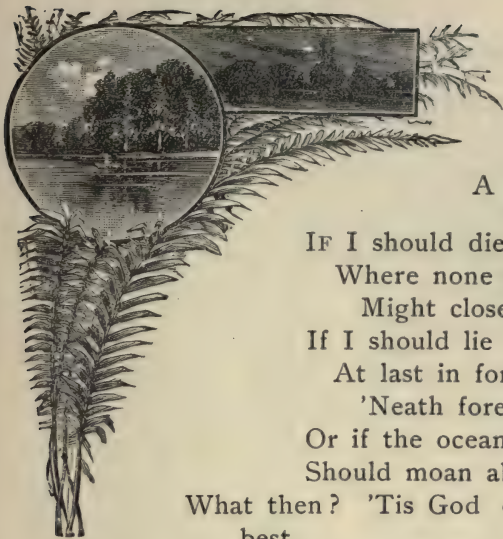 A
IF I should die
Where none
Might close
If I should lie
At last in for
'Neath fore
Or if the ocean
Should moan a
What then? 'Tis God
best